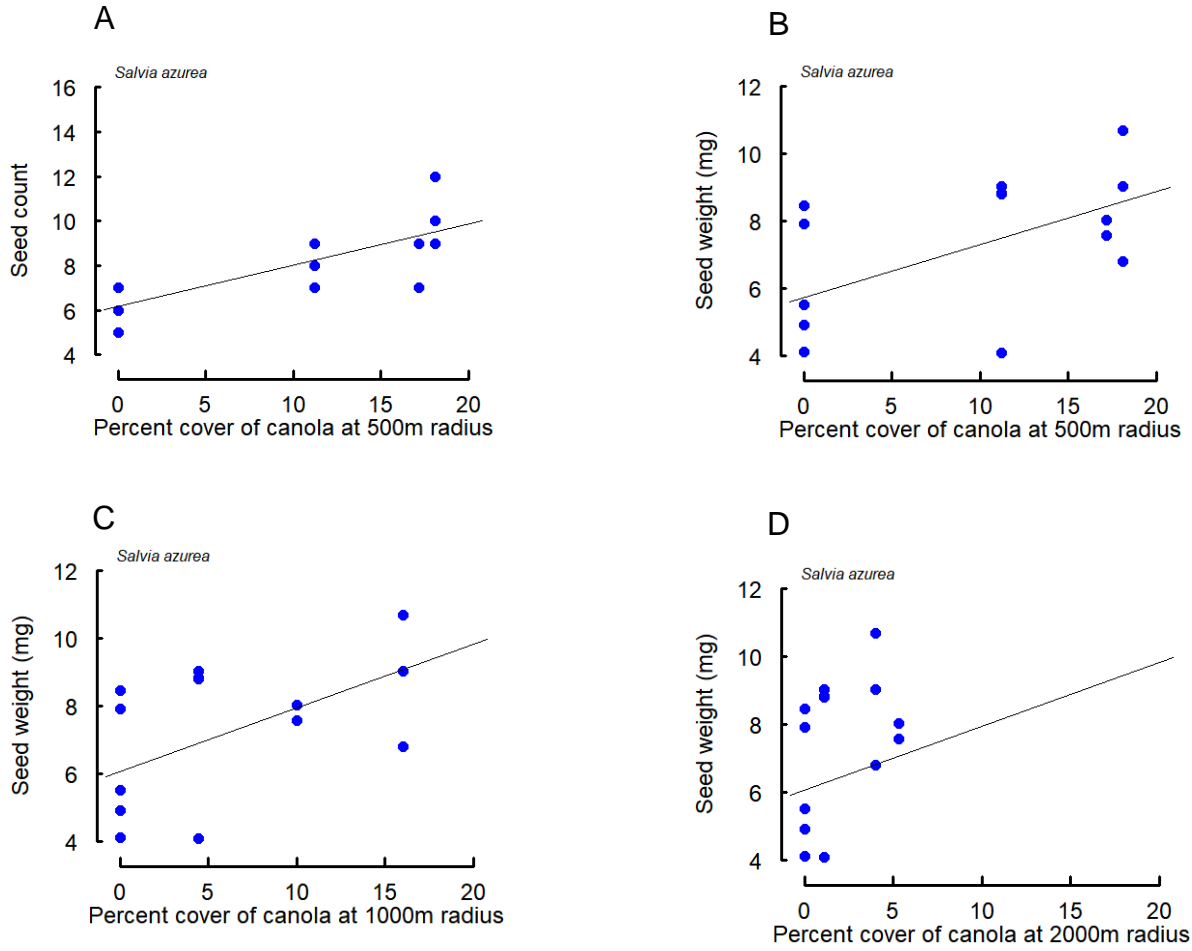 A
Salvia azurea
16
14
12
10
8
6
4
Seed count
0 5 10 15 20
Percent cover of canola at 500m radius
B
Salvia azurea
12
10
8
6
4
Seed weight (mg)
0 5 10 15 20
Percent cover of canola at 500m radius
C
Salvia azurea
12
10
8
6
4
Seed weight (mg)
0 5 10 15 20
Percent cover of canola at 1000m radius
D
Salvia azurea
12
10
8
6
4
Seed weight (mg)
0 5 10 15 20
Percent cover of canola at 2000m radius